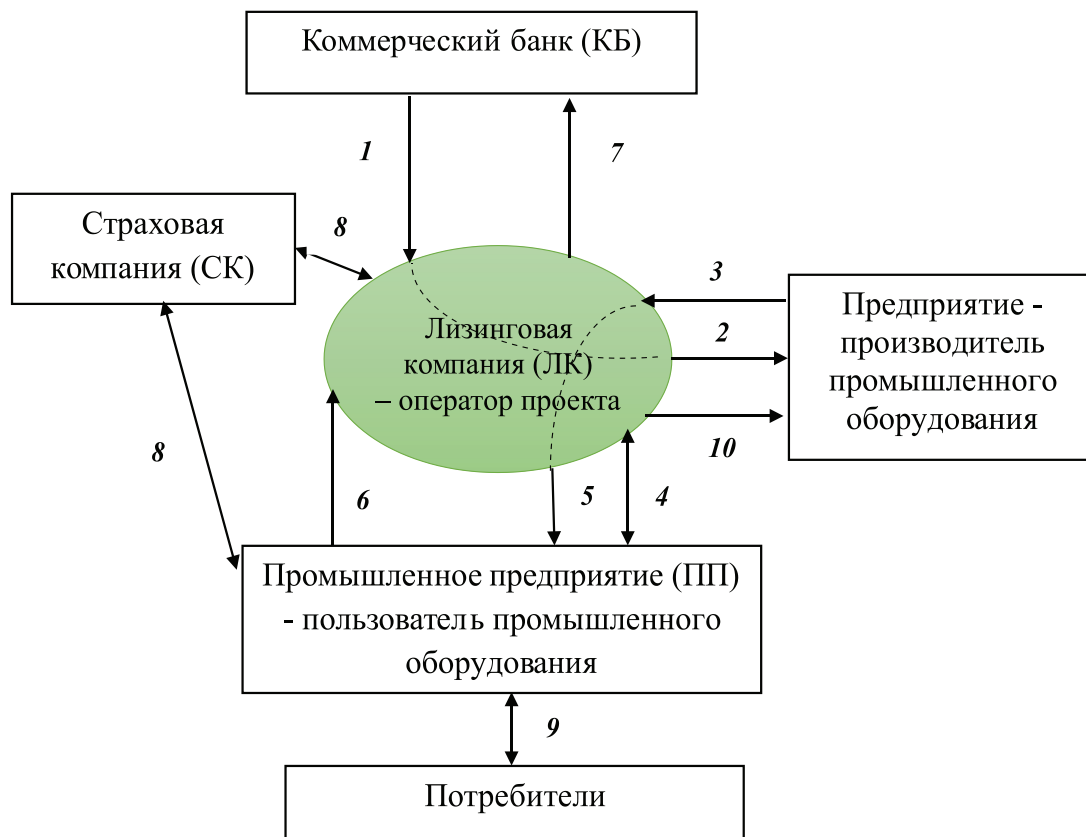 Коммерческий банк (КБ)
1
7
Страховая
компания (СК)
8
3
Лизинговая
компания (ЛК)
– оператор проекта
2
Предприятие -
производитель
промышленного
оборудования
10
8
6
5
4
Промышленное предприятие (ПП)
- пользователь промышленного
оборудования
9
Потребители